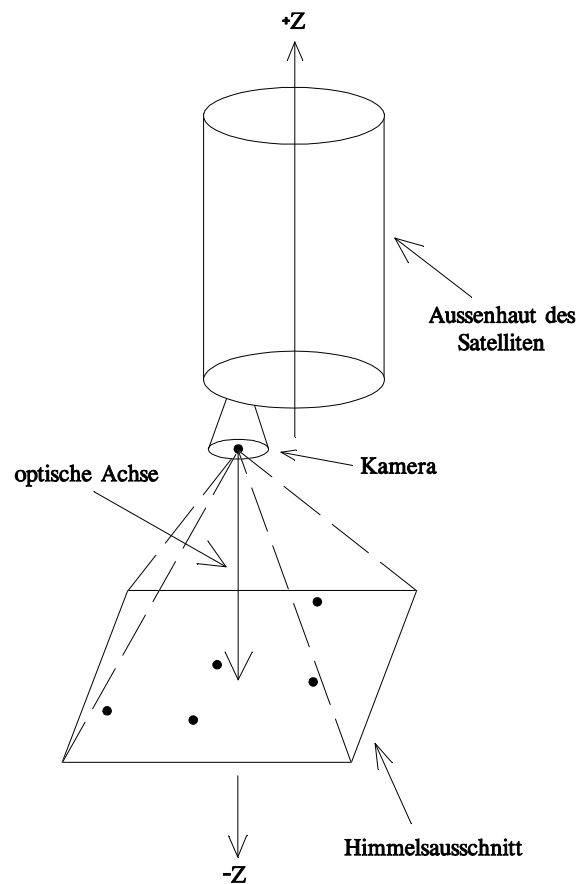 +Z
Aussenhaut des
Satelliten
Kamera
optische Achse
Himmelsausschnitt
-Z